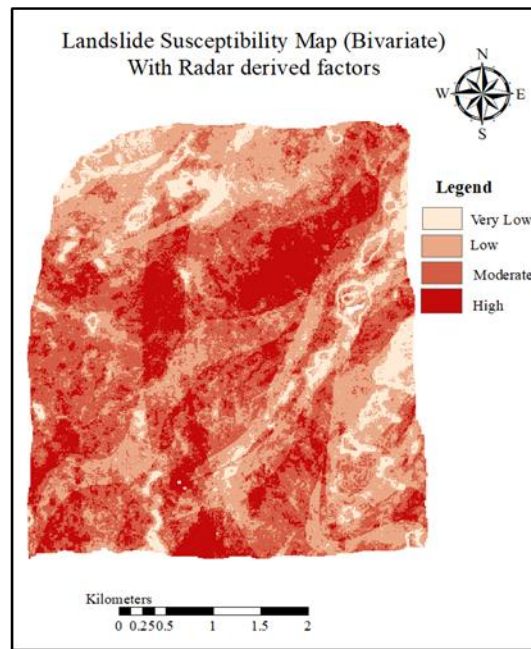 Landslide Susceptibility Map (Bivariate)
With Radar derived factors
N
W E
S
Legend
Very Low
Low
Moderate
High
Kilometers
0 0.250.5 1 1.5 2